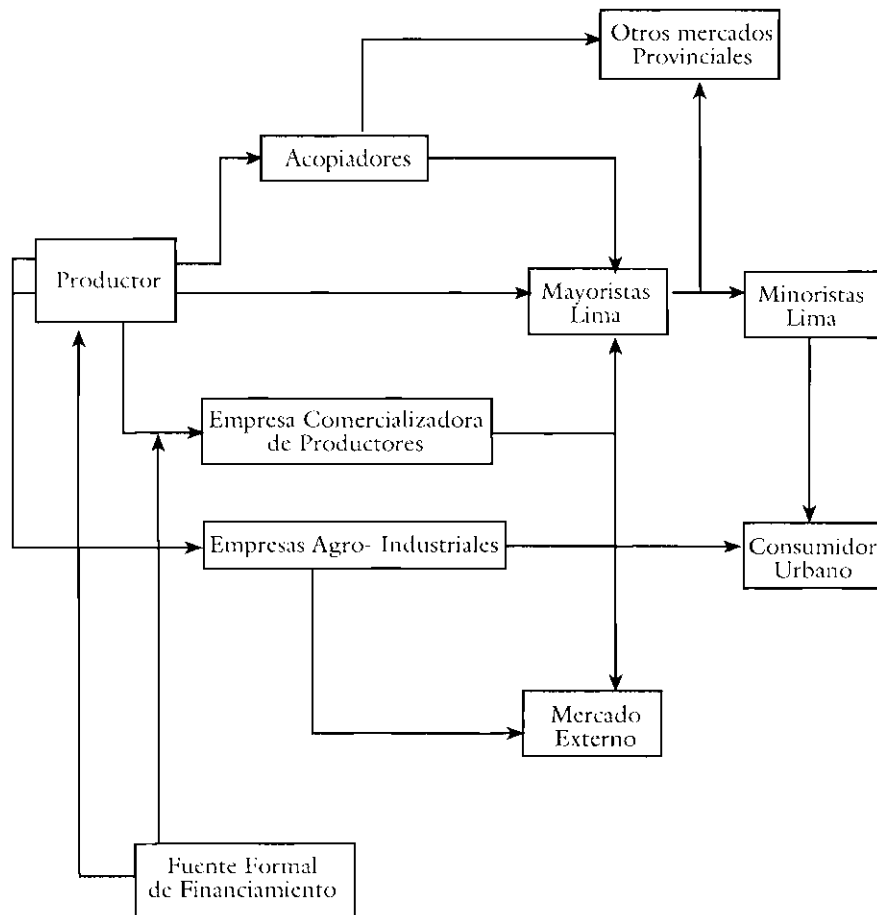 Otros mercados
Provinciales
Acopiadores
Productor
Mayoristas
Lima
Minoristas
Lima
Empresa Comercializadora
de Productores
Empresas Agro- Industriales
Consumidor
Urbano
Mercado
Externo
Fuente Formal
de Financiamiento